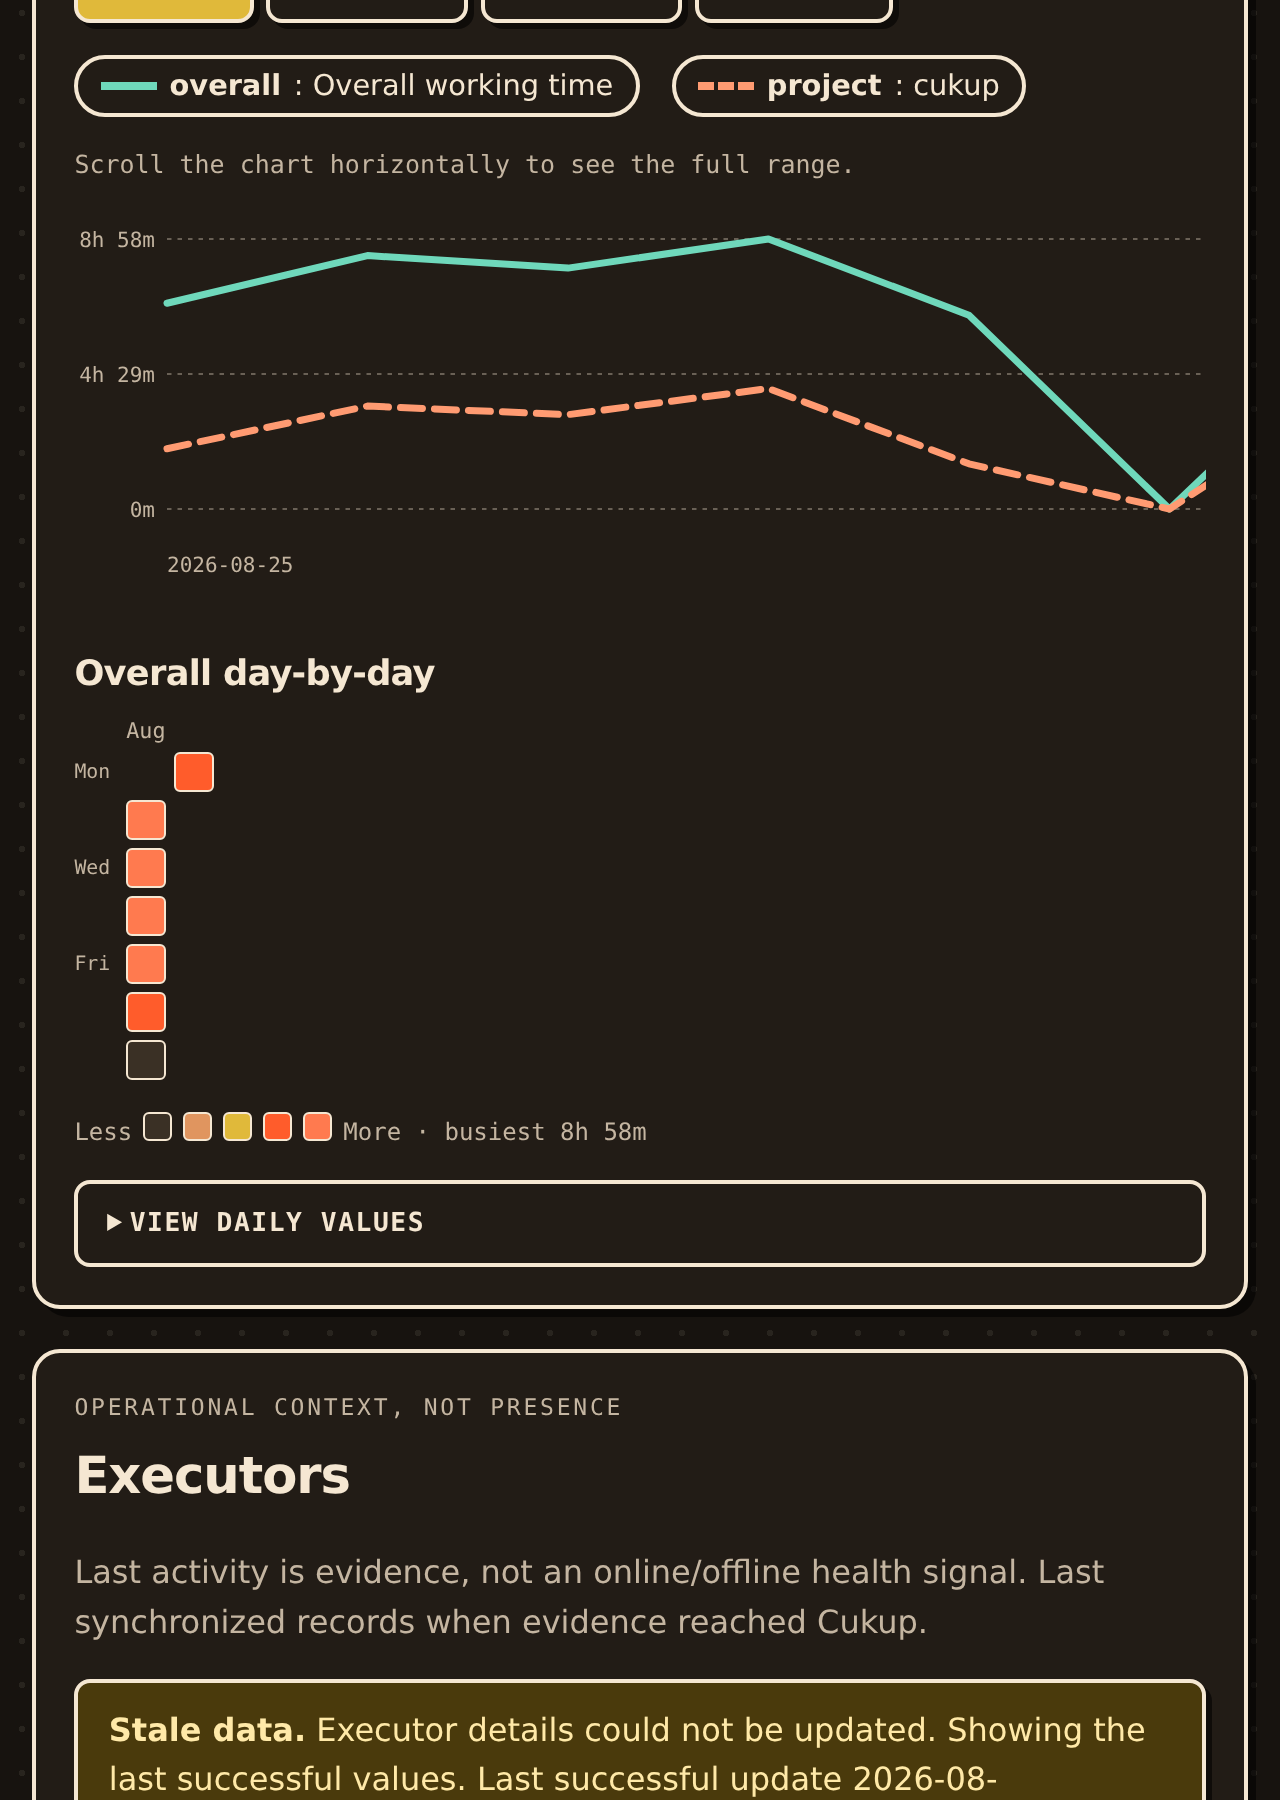 overall : Overall working time
project : cukup
Scroll the chart horizontally to see the full range.
8h 58m
4h 29m
0m
2026-08-25
Overall day-by-day
Aug
Mon
Wed
Fri
Less
More · busiest 8h 58m
VIEW DAILY VALUES
OPERATIONAL CONTEXT, NOT PRESENCE
Executors
Last activity is evidence, not an online/offline health signal. Last
synchronized records when evidence reached Cukup.
Stale data. Executor details could not be updated. Showing the
last successful values. Last successful update 2026-08-